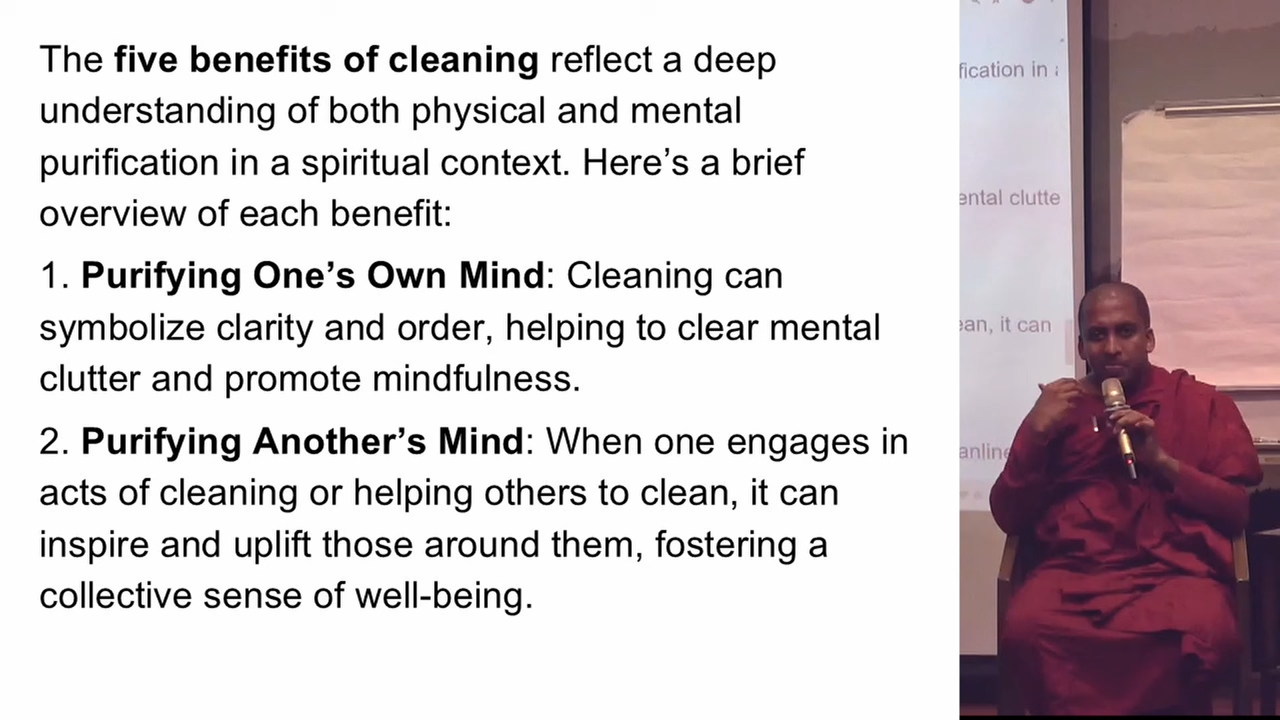 The five benefits of cleaning reflect a deep
understanding of both physical and mental
purification in a spiritual context. Here’s a brief
overview of each benefit:
1. Purifying One’s Own Mind: Cleaning can
symbolize clarity and order, helping to clear mental
clutter and promote mindfulness.
2. Purifying Another’s Mind: When one engages in
acts of cleaning or helping others to clean, it can
inspire and uplift those around them, fostering a
collective sense of well-being.
fication in
ental clutte
ean, it can
anline